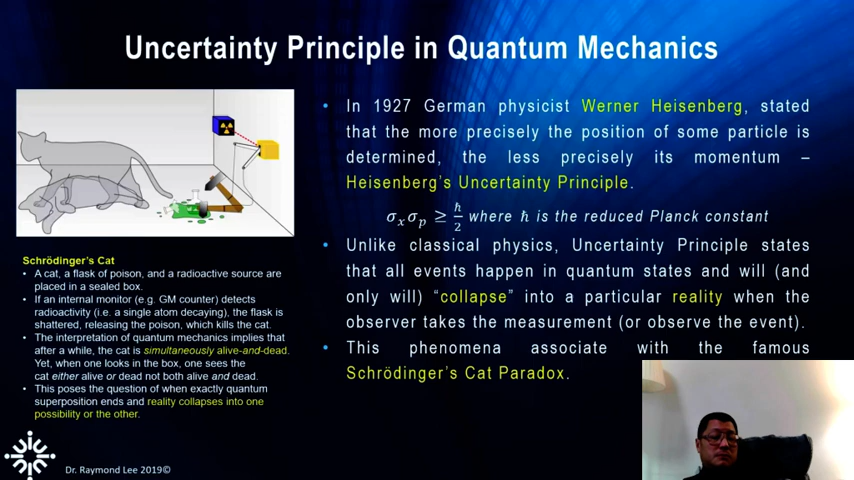 Uncertainty Principle in Quantum Mechanics
• In 1927 German physicist Werner Heisenberg, stated
that the more precisely the position of some particle is
determined, the less precisely its momentum –
Heisenberg's Uncertainty Principle.
σₓσₚ ≥ ℏ/2 where ℏ is the reduced Planck constant
• Unlike classical physics, Uncertainty Principle states
that all events happen in quantum states and will (and
only will) “collapse” into a particular reality when the
observer takes the measurement (or observe the event).
• This phenomena associate with the famous
Schrödinger's Cat Paradox.
Schrödinger's Cat
• A cat, a flask of poison, and a radioactive source are
placed in a sealed box.
• If an internal monitor (e.g. GM counter) detects
radioactivity (i.e. a single atom decaying), the flask is
shattered, releasing the poison, which kills the cat.
• The interpretation of quantum mechanics implies that
after a while, the cat is simultaneously alive-and-dead.
Yet, when one looks in the box, one sees the
cat either alive or dead not both alive and dead.
• This poses the question of when exactly quantum
superposition ends and reality collapses into one
possibility or the other.
Dr. Raymond Lee 2019©